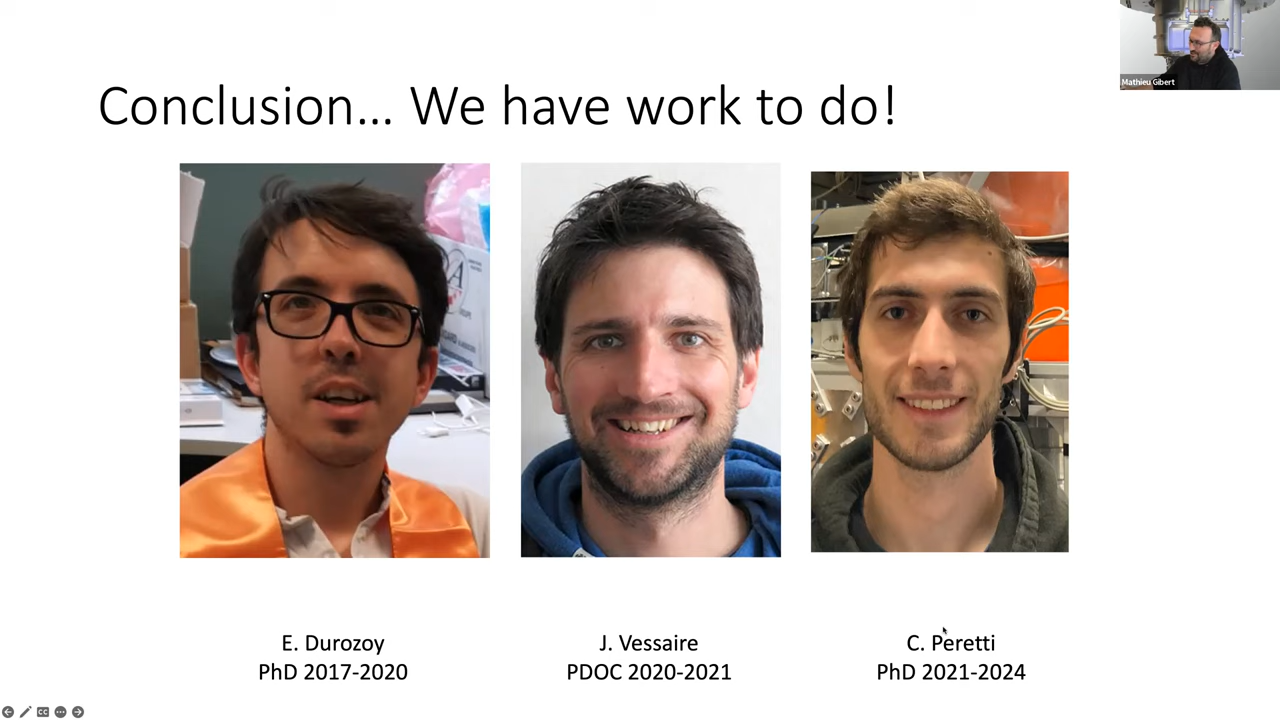 Mathieu Gibert
Conclusion... We have work to do!
E. Durozoy
PhD 2017-2020
J. Vessaire
PDOC 2020-2021
C. Peretti
PhD 2021-2024